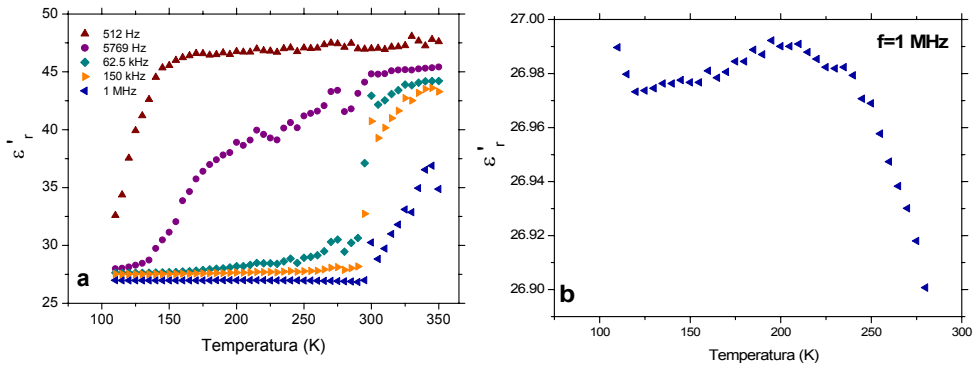 50
45
40
35
30
25
ε'r
512 Hz
5769 Hz
62.5 kHz
150 kHz
1 MHz
a
100 150 200 250 300 350
Temperatura (K)
27.00
26.98
26.96
26.94
26.92
26.90
ε'r
f=1 MHz
b
100 150 200 250 300
Temperatura (K)